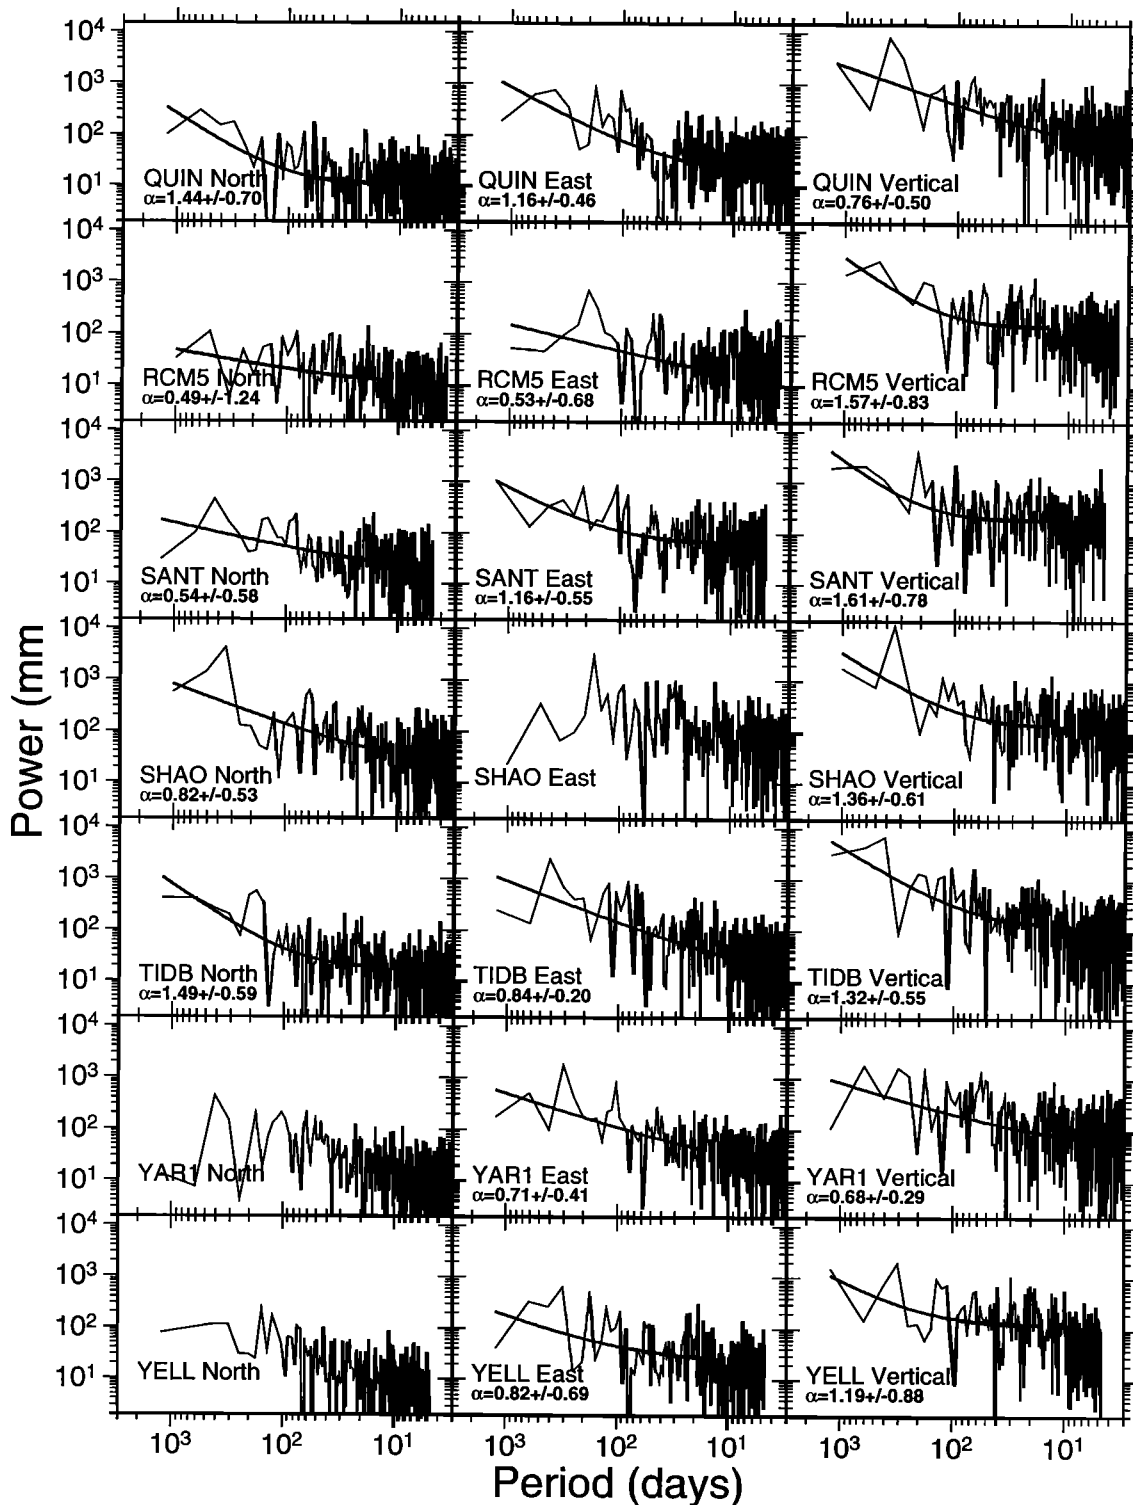 10⁴
10³
10²
10¹
QUIN North
α=1.44+/-0.70
QUIN East
α=1.16+/-0.46
QUIN Vertical
α=0.76+/-0.50
10⁴
10³
10²
10¹
RCM5 North
α=0.49+/-1.24
RCM5 East
α=0.53+/-0.68
RCM5 Vertical
α=1.57+/-0.83
10⁴
10³
10²
10¹
SANT North
α=0.54+/-0.58
SANT East
α=1.16+/-0.55
SANT Vertical
α=1.61+/-0.78
Power (mm
10⁴
10³
10²
10¹
SHAO North
α=0.82+/-0.53
SHAO East
SHAO Vertical
α=1.36+/-0.61
10⁴
10³
10²
10¹
TIDB North
α=1.49+/-0.59
TIDB East
α=0.84+/-0.20
TIDB Vertical
α=1.32+/-0.55
10⁴
10³
10²
10¹
YAR1 North
YAR1 East
α=0.71+/-0.41
YAR1 Vertical
α=0.68+/-0.29
10⁴
10³
10²
10¹
YELL North
YELL East
α=0.82+/-0.69
YELL Vertical
α=1.19+/-0.88
10³ 10² 10¹ 10³ 10² 10¹ 10³ 10² 10¹
Period (days)